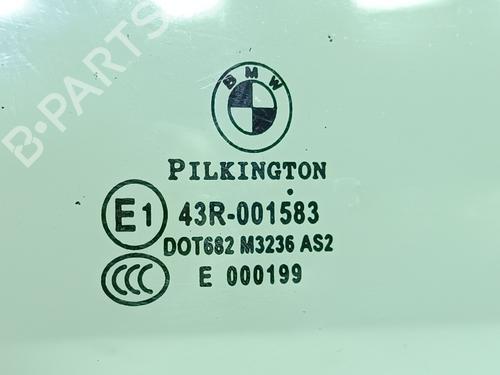 B-PARTS
BMW
PILKINGTON
E1 43R-001583
DOT682 M3236 AS2
CCC E 000199